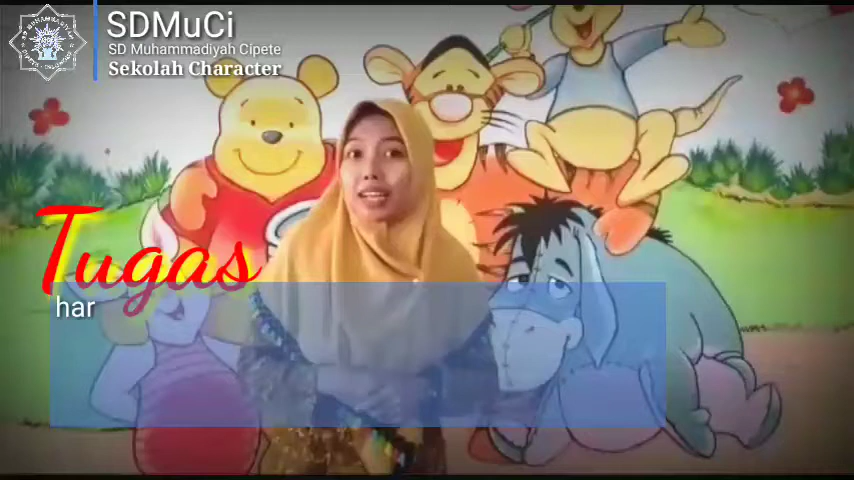 SDMuCi
SD Muhammadiyah Cipete
Sekolah Character
Tugas
har